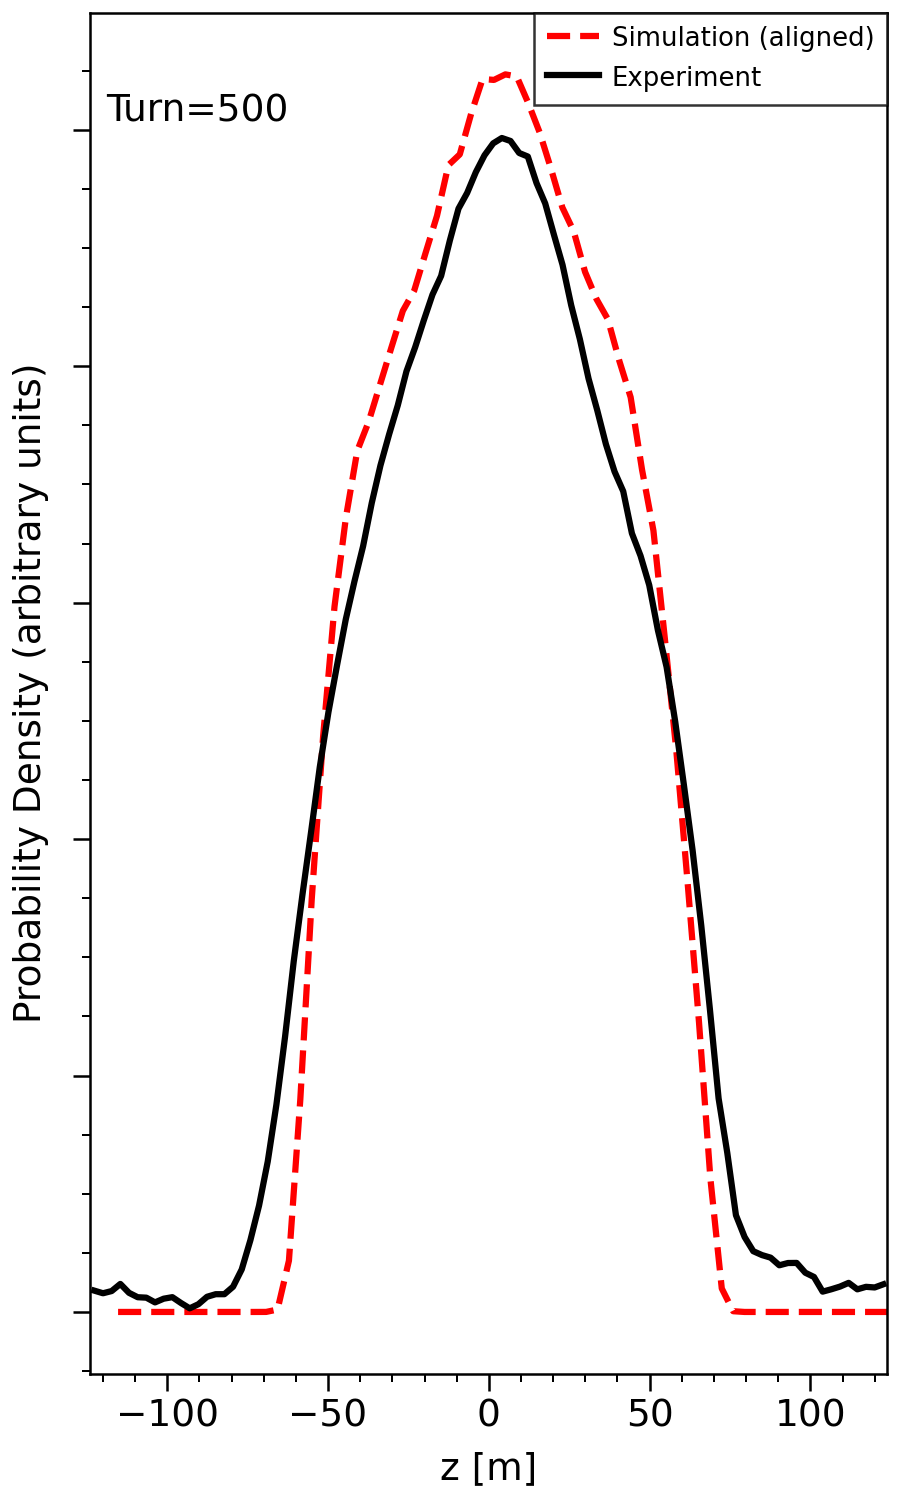 Simulation (aligned)
Experiment
Turn=500
Probability Density (arbitrary units)
−100 −50 0 50 100
z [m]